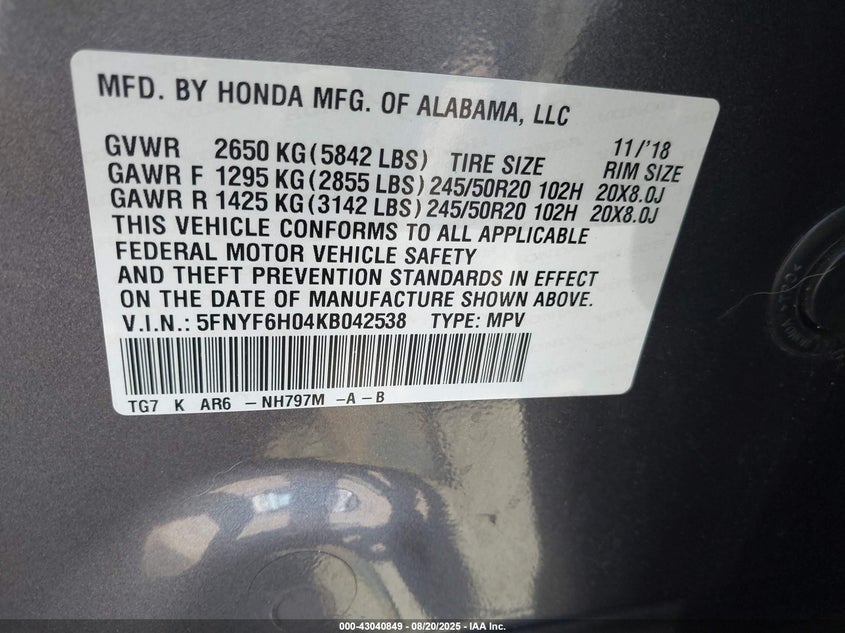 MFD. BY HONDA MFG. OF ALABAMA, LLC
11/'18
GVWR 2650 KG (5842 LBS) TIRE SIZE RIM SIZE
GAWR F 1295 KG (2855 LBS) 245/50R20 102H 20X8.0J
GAWR R 1425 KG (3142 LBS) 245/50R20 102H 20X8.0J
THIS VEHICLE CONFORMS TO ALL APPLICABLE
FEDERAL MOTOR VEHICLE SAFETY
AND THEFT PREVENTION STANDARDS IN EFFECT
ON THE DATE OF MANUFACTURE SHOWN ABOVE.
V.I.N.: 5FNYF6H04KB042538 TYPE: MPV
TG7 K AR6 - NH797M - A - B
000-43040849 - 08/20/2025 - IAA Inc.